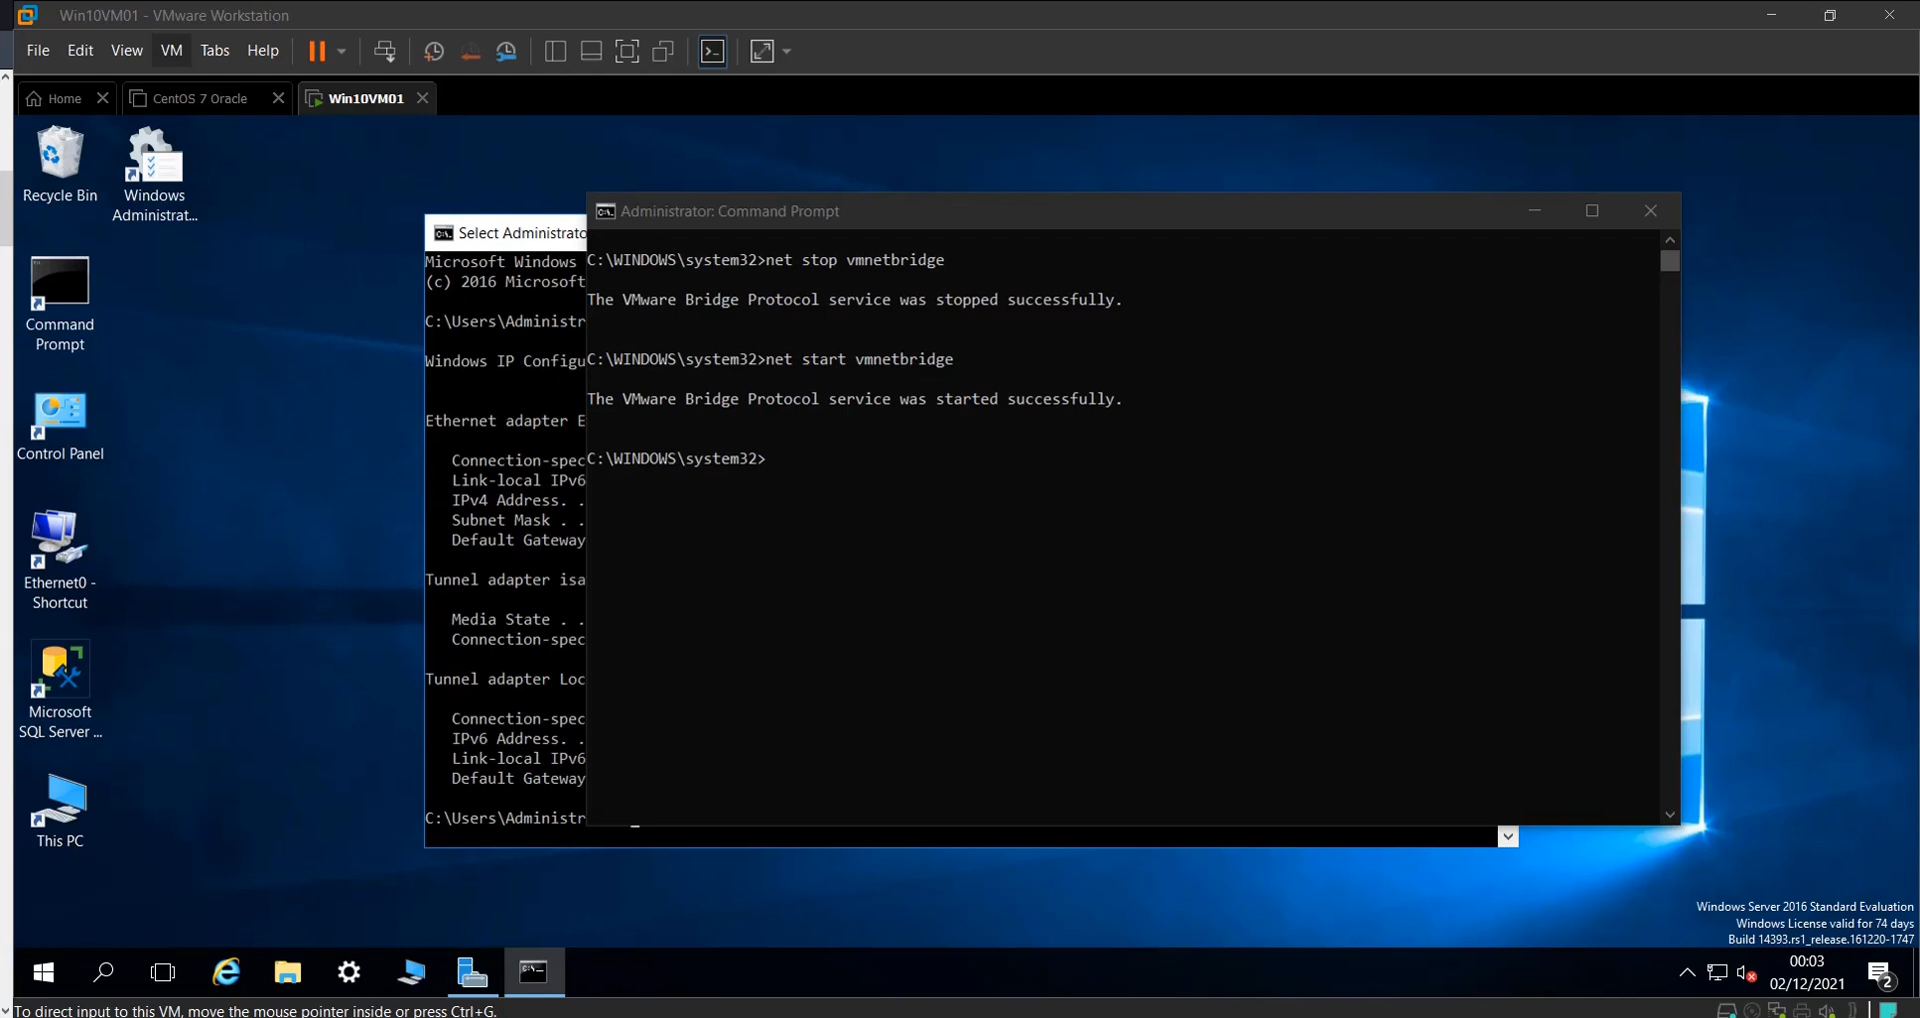 Win10VM01 - VMware Workstation
File Edit View VM Tabs Help
Home CentOS 7 Oracle Win10VM01
Recycle Bin
Windows
Administrat...
Command
Prompt
Control Panel
Ethernet0 -
Shortcut
Microsoft
SQL Server ...
This PC
Select Administrato
Microsoft Windows
(c) 2016 Microsoft
C:\Users\Administr
Windows IP Configu
Ethernet adapter E
Connection-spec
Link-local IPv6
IPv4 Address. .
Subnet Mask . .
Default Gateway
Tunnel adapter isa
Media State . .
Connection-spec
Tunnel adapter Loc
Connection-spec
IPv6 Address. .
Link-local IPv6
Default Gateway
C:\Users\Administr
Administrator: Command Prompt
C:\WINDOWS\system32>net stop vmnetbridge
The VMware Bridge Protocol service was stopped successfully.
C:\WINDOWS\system32>net start vmnetbridge
The VMware Bridge Protocol service was started successfully.
C:\WINDOWS\system32>
Windows Server 2016 Standard Evaluation
Windows License valid for 74 days
Build 14393.rs1_release.161220-1747
00:03
02/12/2021
2
To direct input to this VM, move the mouse pointer inside or press Ctrl+G.